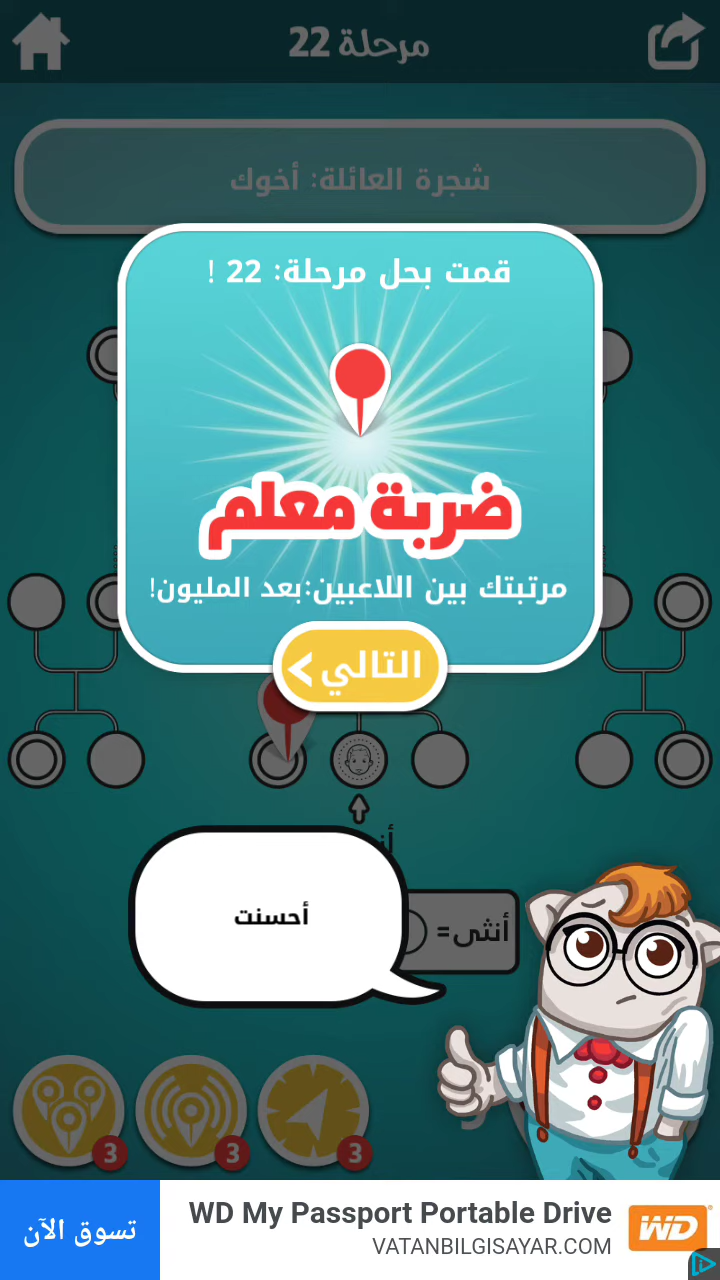 مرحلة 22
شجرة العائلة: أخوك
قمت بحل مرحلة: 22 !
ضربة معلم
مرتبتك بين اللاعبين:بعد المليون!
التالي >
أحسنت
أنثى=
3
3
3
تسوق الآن
WD My Passport Portable Drive
VATANBILGISAYAR.COM
WD